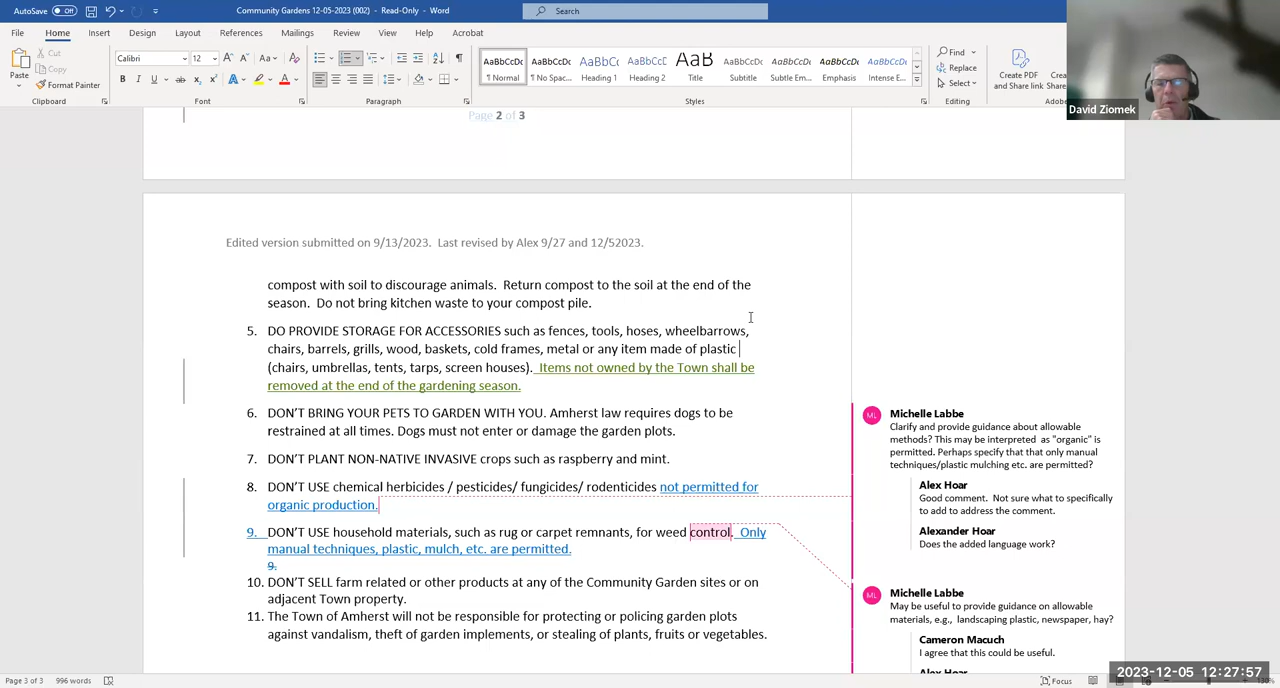 AutoSave Off
Community Gardens 12-05-2023 (002) - Read-Only - Word
Search
File Home Insert Design Layout References Mailings Review View Help Acrobat
Paste
Cut
Copy
Format Painter
Clipboard
Calibri 12
Font
Paragraph
AaBbCcDc ¶ Normal
AaBbCcDc ¶ No Spac...
AaBbC Heading 1
AaBbCcD Heading 2
AaB Title
AaBbCcD Subtitle
AaBbCcDc Subtle Em...
AaBbCcDc Emphasis
AaBbCcDc Intense E...
Styles
Find
Replace
Select
Editing
Create PDF
and Share link
David Ziomek
Page 2 of 3
Edited version submitted on 9/13/2023. Last revised by Alex 9/27 and 12/52023.
compost with soil to discourage animals. Return compost to the soil at the end of the
season. Do not bring kitchen waste to your compost pile.
5. DO PROVIDE STORAGE FOR ACCESSORIES such as fences, tools, hoses, wheelbarrows,
chairs, barrels, grills, wood, baskets, cold frames, metal or any item made of plastic
(chairs, umbrellas, tents, tarps, screen houses). Items not owned by the Town shall be
removed at the end of the gardening season.
6. DON'T BRING YOUR PETS TO GARDEN WITH YOU. Amherst law requires dogs to be
restrained at all times. Dogs must not enter or damage the garden plots.
7. DON'T PLANT NON-NATIVE INVASIVE crops such as raspberry and mint.
8. DON'T USE chemical herbicides / pesticides/ fungicides/ rodenticides not permitted for
organic production.
9. DON'T USE household materials, such as rug or carpet remnants, for weed control. Only
manual techniques, plastic, mulch, etc. are permitted.
9.
10. DON'T SELL farm related or other products at any of the Community Garden sites or on
adjacent Town property.
11. The Town of Amherst will not be responsible for protecting or policing garden plots
against vandalism, theft of garden implements, or stealing of plants, fruits or vegetables.
ML Michelle Labbe
Clarify and provide guidance about allowable
methods? This may be interpreted as "organic" is
permitted. Perhaps specify that that only manual
techniques/plastic mulching etc. are permitted?
Alex Hoar
Good comment. Not sure what to specifically
to add to address the comment.
Alexander Hoar
Does the added language work?
ML Michelle Labbe
May be useful to provide guidance on allowable
materials, e.g., landscaping plastic, newspaper, hay?
Cameron Macuch
I agree that this could be useful.
Alex Hoar
2023-12-05 12:27:57
Page 3 of 3 996 words
Focus